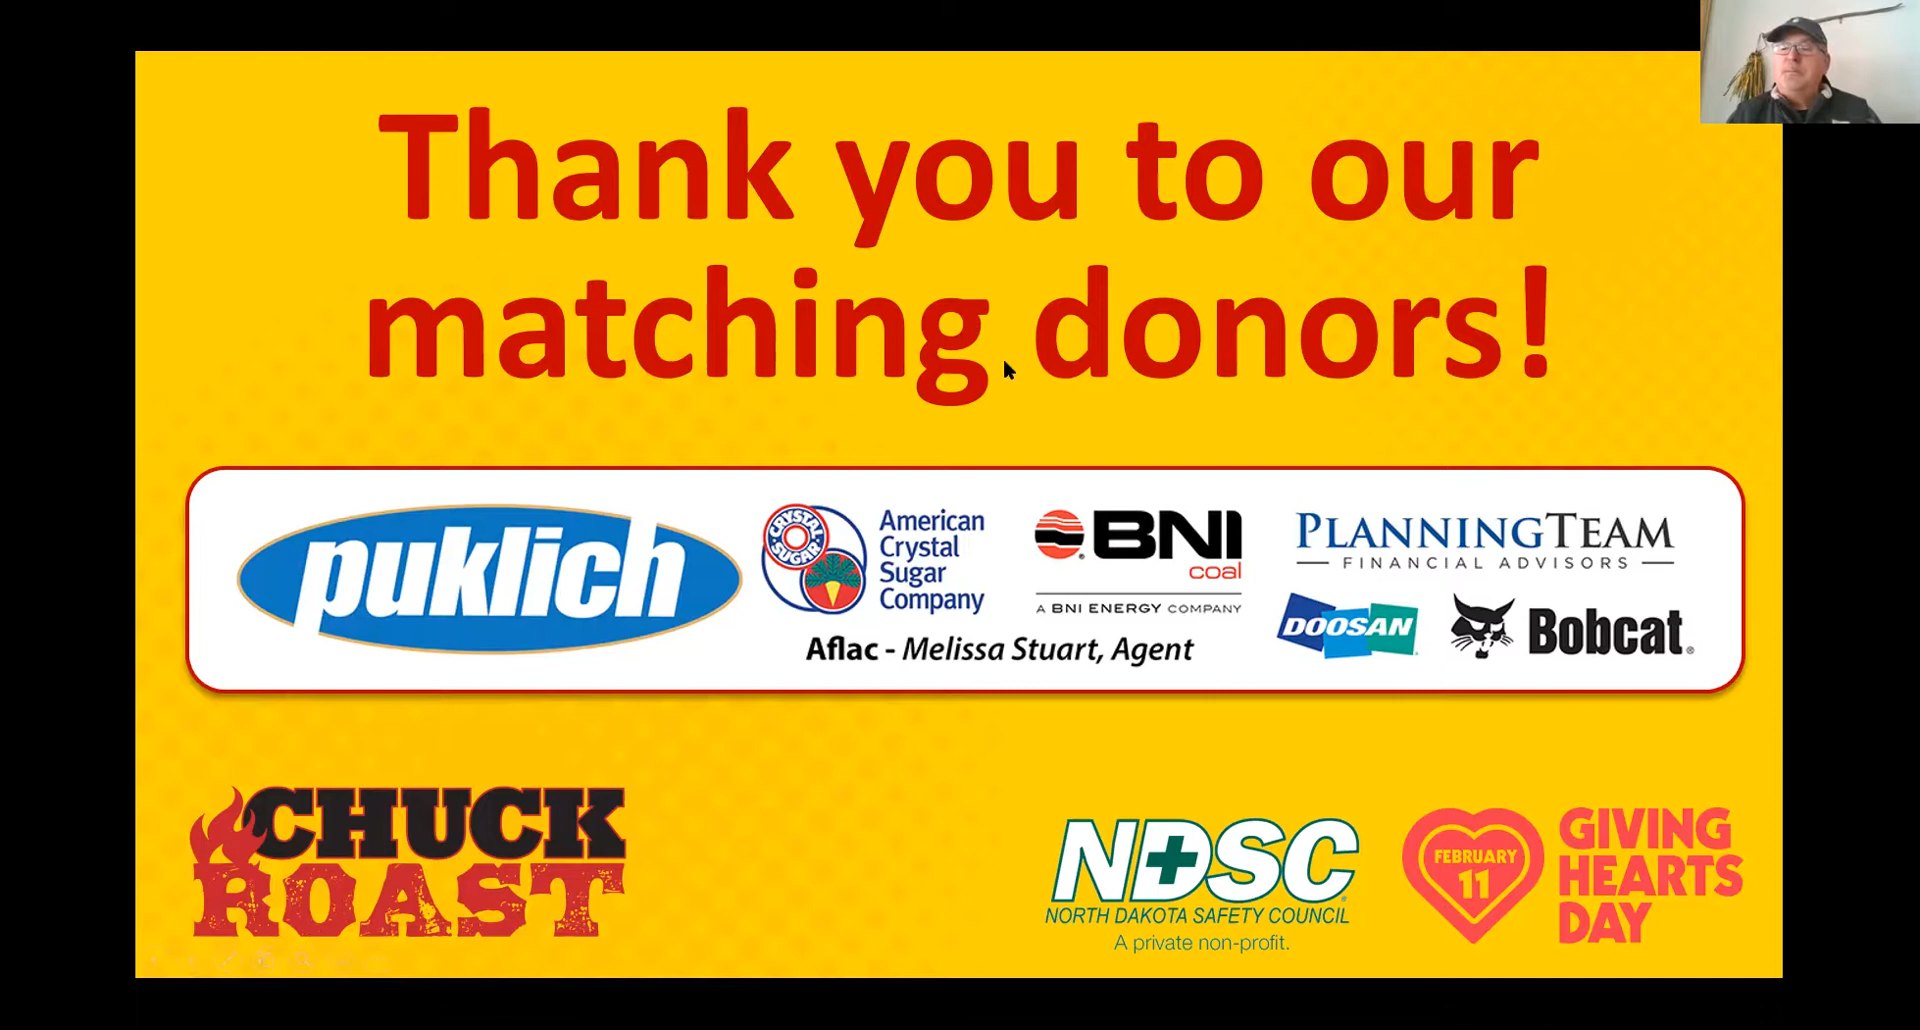 Thank you to our
matching donors!
puklich
CRYSTAL
SUGAR
American
Crystal
Sugar
Company
BNI
coal
A BNI ENERGY COMPANY
PLANNINGTEAM
FINANCIAL ADVISORS
Aflac - Melissa Stuart, Agent
DOOSAN
Bobcat®
CHUCK
ROAST
NDSC®
NORTH DAKOTA SAFETY COUNCIL
A private non-profit.
FEBRUARY
11
GIVING
HEARTS
DAY